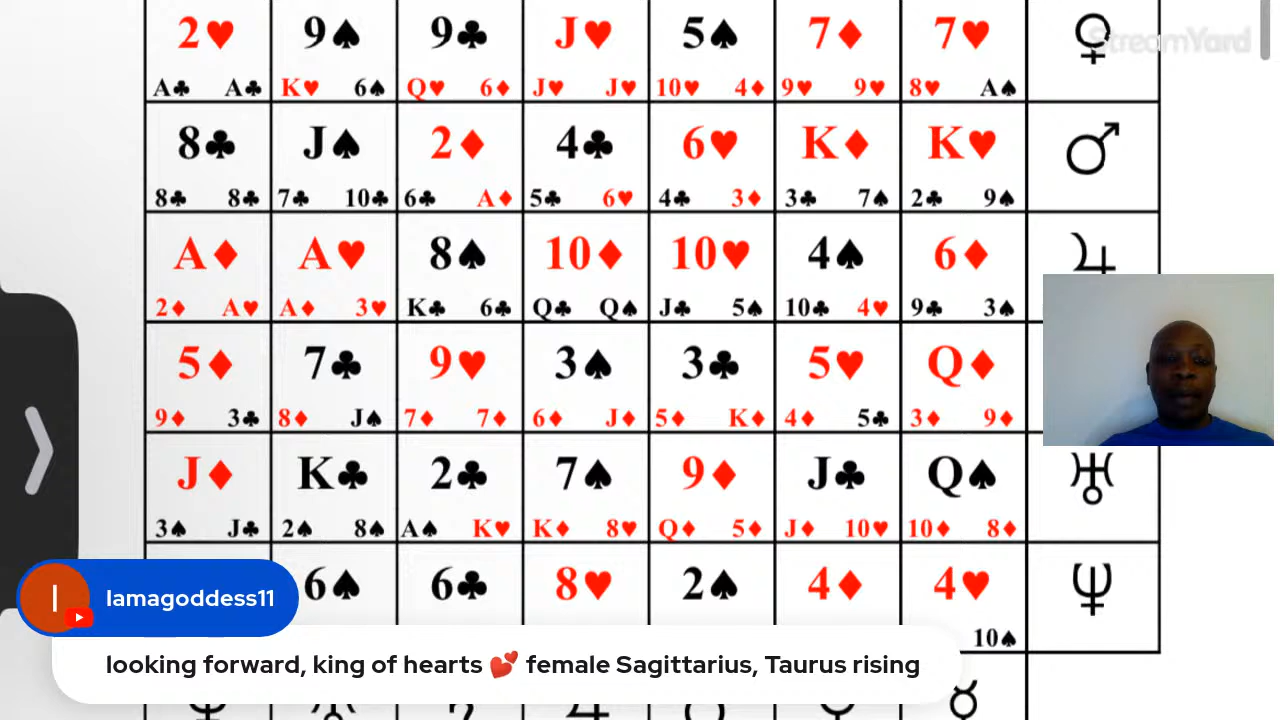 StreamYard
2♥ 9♠ 9♣ J♥ 5♠ 7♦ 7♥ ♀
A♣ A♣ K♥ 6♠ Q♥ 6♦ J♥ J♥ 10♥ 4♦ 9♥ 9♥ 8♥ A♠
8♣ J♠ 2♦ 4♣ 6♥ K♦ K♥ ♂
8♣ 8♣ 7♣ 10♣ 6♣ A♦ 5♣ 6♥ 4♣ 3♦ 3♣ 7♠ 2♣ 9♠
A♦ A♥ 8♠ 10♦ 10♥ 4♠ 6♦ ♃
2♦ A♥ A♦ 3♥ K♣ 6♣ Q♣ Q♠ J♣ 5♠ 10♣ 4♥ 9♣ 3♠
5♦ 7♣ 9♥ 3♠ 3♣ 5♥ Q♦
9♦ 3♣ 8♦ J♠ 7♦ 7♦ 6♦ J♦ 5♦ K♦ 4♦ 5♣ 3♦ 9♦
J♦ K♣ 2♣ 7♠ 9♦ J♣ Q♠ ♅
3♠ J♣ 2♠ 8♠ A♠ K♥ K♦ 8♥ Q♦ 5♦ J♦ 10♥ 10♦ 8♦
6♠ 6♣ 8♥ 2♠ 4♦ 4♥ ♆
10♠
Iamagoddess11
looking forward, king of hearts 💕 female Sagittarius, Taurus rising